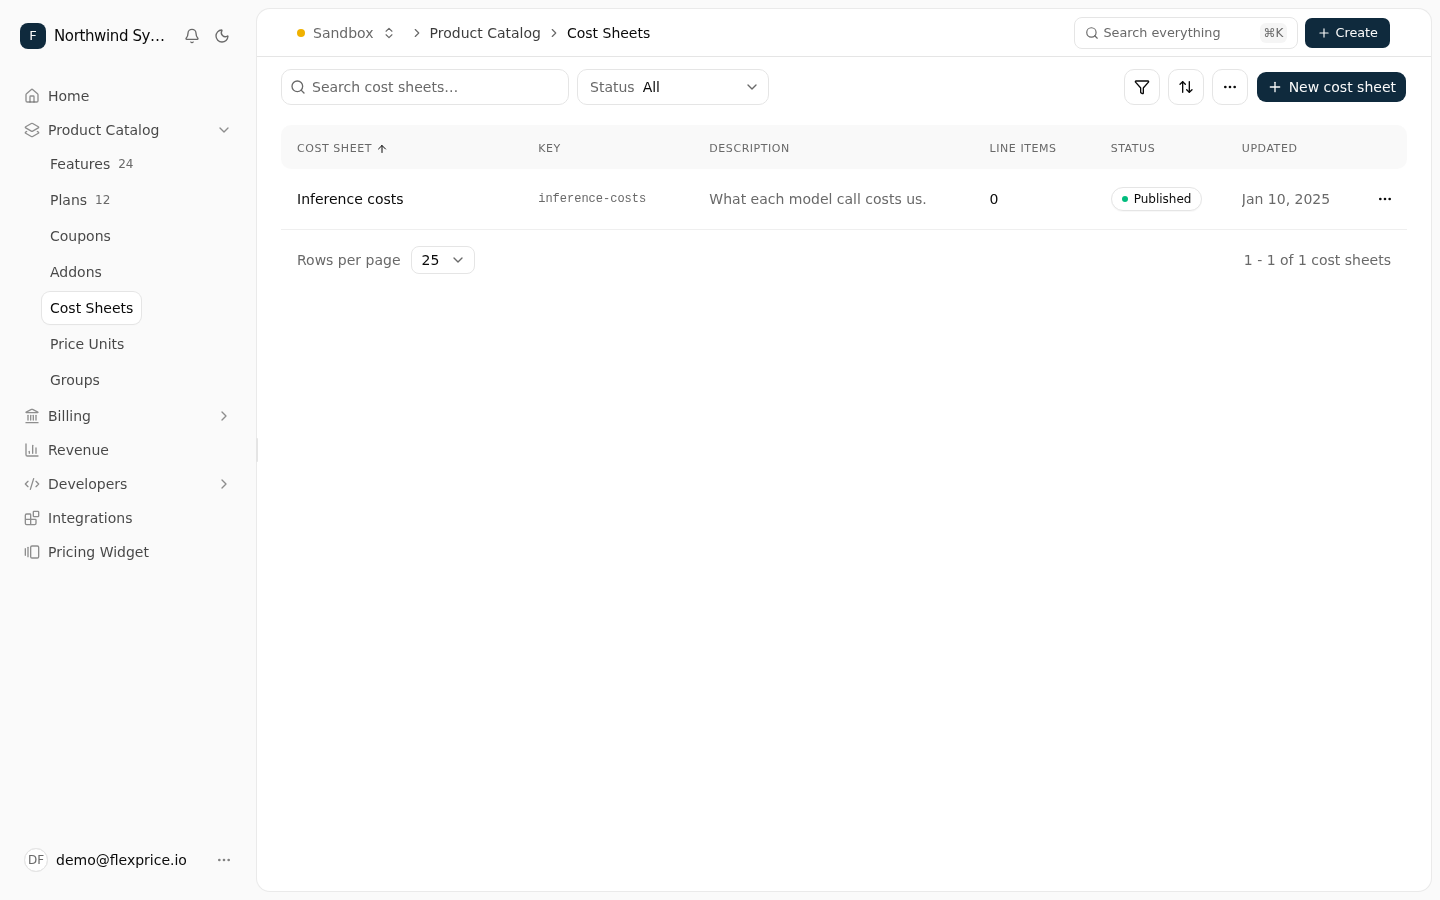 F Northwind Sy...
Home
Product Catalog
Features 24
Plans 12
Coupons
Addons
Cost Sheets
Price Units
Groups
Billing
Revenue
Developers
Integrations
Pricing Widget
DF demo@flexprice.io
Sandbox Product Catalog Cost Sheets
Search everything ⌘K
Create
Search cost sheets...
Status All
New cost sheet
COST SHEET KEY DESCRIPTION LINE ITEMS STATUS UPDATED
Inference costs inference-costs What each model call costs us. 0 Published Jan 10, 2025
Rows per page 25
1 - 1 of 1 cost sheets